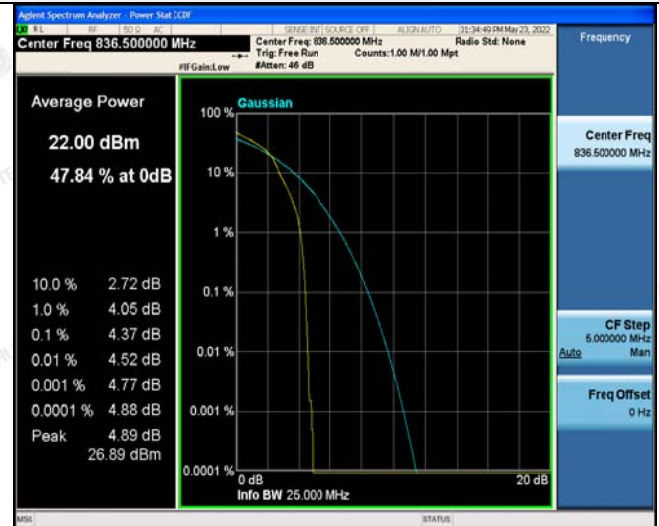 Agilent Spectrum Analyzer - Power Stat CCDF
RL RF 50 Ω AC SENSE:INT SOURCE OFF ALIGN AUTO 01:34:49 PM May 23, 2022
Center Freq 836.500000 MHz
Center Freq: 836.500000 MHz Radio Std: None
Trig: Free Run Counts:1.00 M/1.00 Mpt
#IFGain:Low #Atten: 46 dB
Frequency
Average Power
22.00 dBm
47.84 % at 0dB
10.0 % 2.72 dB
1.0 % 4.05 dB
0.1 % 4.37 dB
0.01 % 4.52 dB
0.001 % 4.77 dB
0.0001 % 4.88 dB
Peak 4.89 dB
26.89 dBm
Gaussian
100 %
10 %
1 %
0.1 %
0.01 %
0.001 %
0.0001 %
0 dB 20 dB
Info BW 25.000 MHz
Center Freq
836.500000 MHz
CF Step
5.000000 MHz
Auto Man
Freq Offset
0 Hz
MSG STATUS